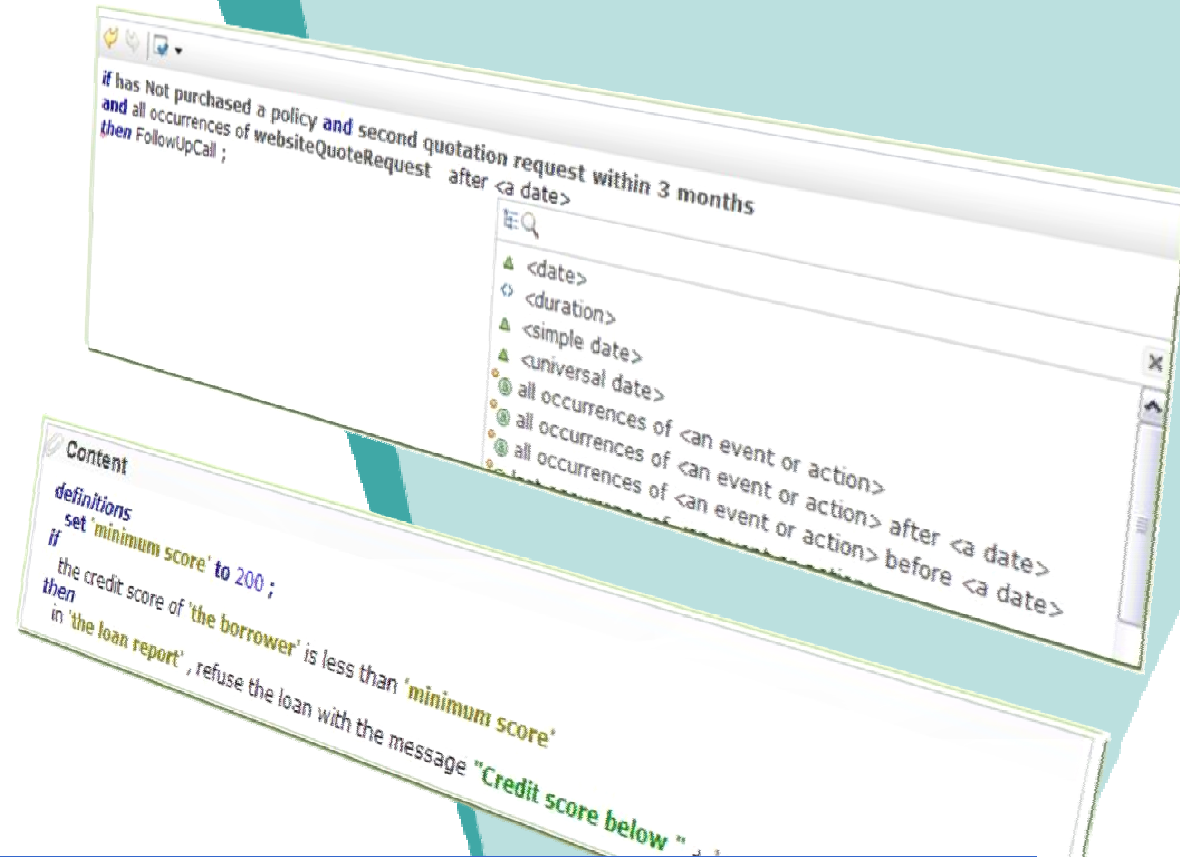 if has Not purchased a policy and second quotation request within 3 months
and all occurrences of websiteQuoteRequest after <a date>
then FollowUpCall ;
<date>
<duration>
<simple date>
<universal date>
all occurrences of <an event or action>
all occurrences of <an event or action> after <a date>
all occurrences of <an event or action> before <a date>
Content
definitions
set 'minimum score' to 200 ;
if
the credit score of 'the borrower' is less than 'minimum score'
then
in 'the loan report' , refuse the loan with the message "Credit score below "